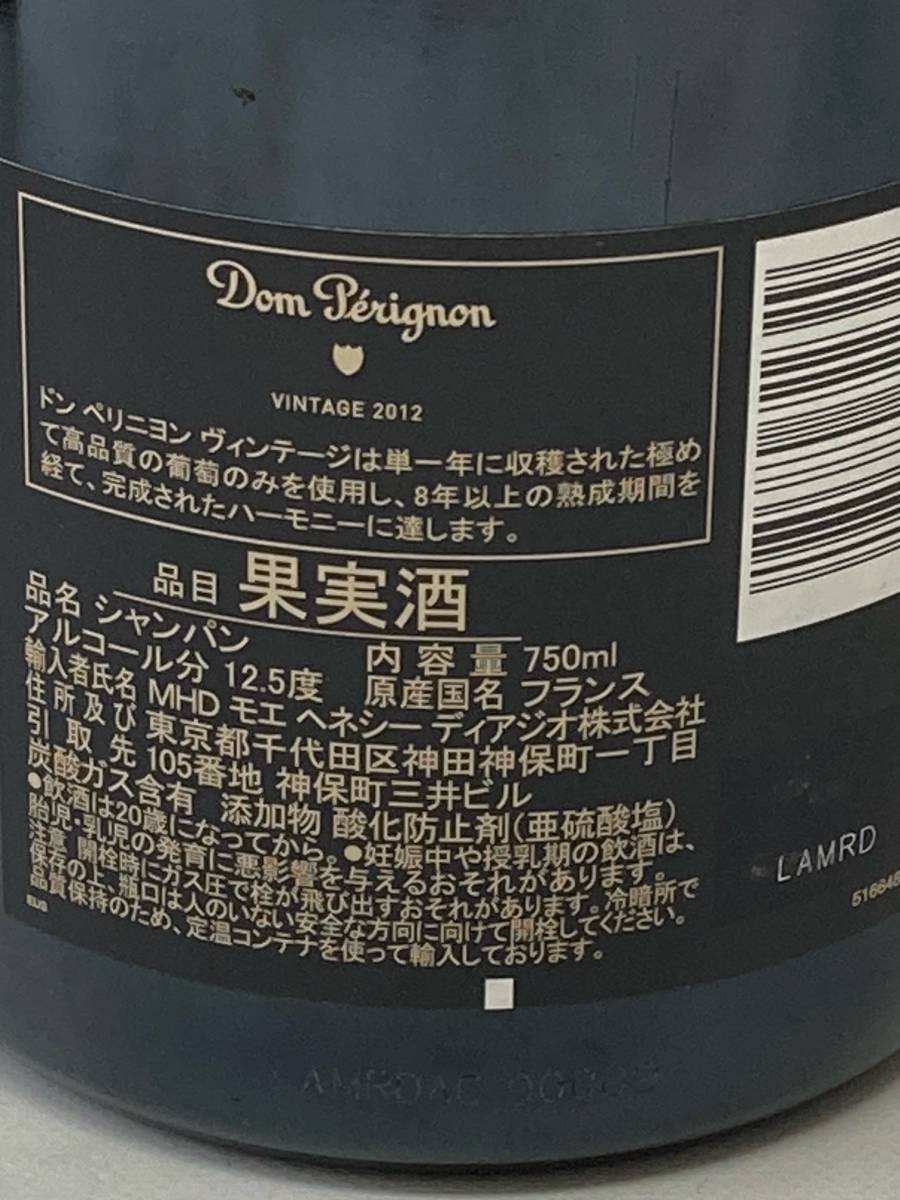 Dom Pérignon
VINTAGE 2012
ドン ペリニヨン ヴィンテージは単一年に収穫された極め
て高品質の葡萄のみを使用し、8年以上の熟成期間を
経て、完成されたハーモニーに達します。
品目 果実酒
品名 シャンパン 内容量 750ml
アルコール分 12.5度 原産国名 フランス
輸入者氏名 MHD モエ ヘネシー ディアジオ株式会社
住所及び 東京都千代田区神田神保町一丁目
引取先 105番地 神保町三井ビル
炭酸ガス含有 添加物 酸化防止剤(亜硫酸塩)
●飲酒は20歳になってから。●妊娠中や授乳期の飲酒は、
胎児・乳児の発育に悪影響を与えるおそれがあります。
注意 開栓時にガス圧で栓が飛び出すおそれがあります。冷暗所で
保存の上、瓶口は人のいない安全な方向に向けて開栓してください。
品質保持のため、定温コンテナを使って輸入しております。
LAMRD